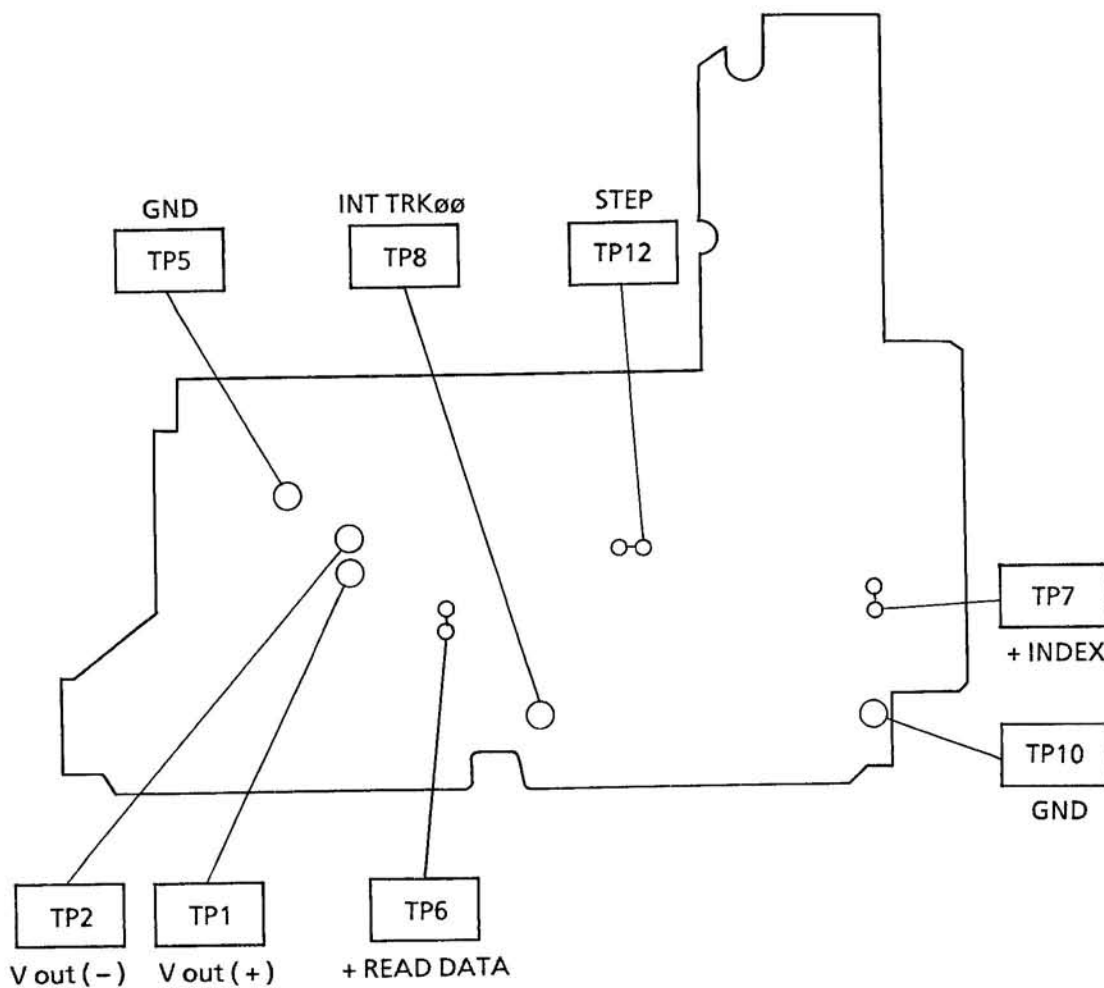 GND
TP5
INT TRKøø
TP8
STEP
TP12
TP7
+ INDEX
TP10
GND
TP2
V out ( − )
TP1
V out ( + )
TP6
+ READ DATA